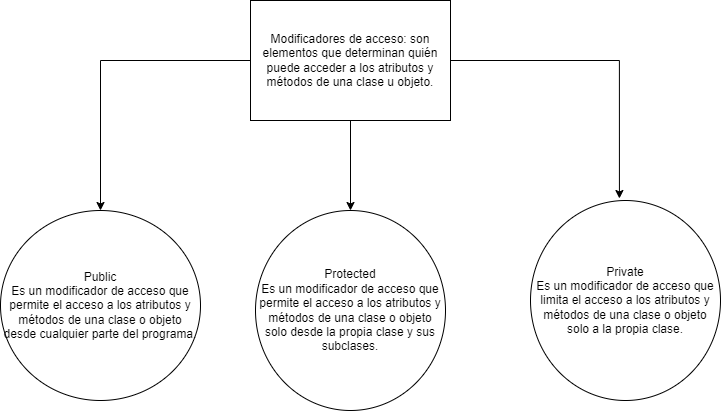 Modificadores de acceso: son
elementos que determinan quién
puede acceder a los atributos y
métodos de una clase u objeto.
Public
Es un modificador de acceso que
permite el acceso a los atributos y
métodos de una clase o objeto
desde cualquier parte del programa.
Protected
Es un modificador de acceso que
permite el acceso a los atributos y
métodos de una clase o objeto
solo desde la propia clase y sus
subclases.
Private
Es un modificador de acceso que
limita el acceso a los atributos y
métodos de una clase o objeto
solo a la propia clase.